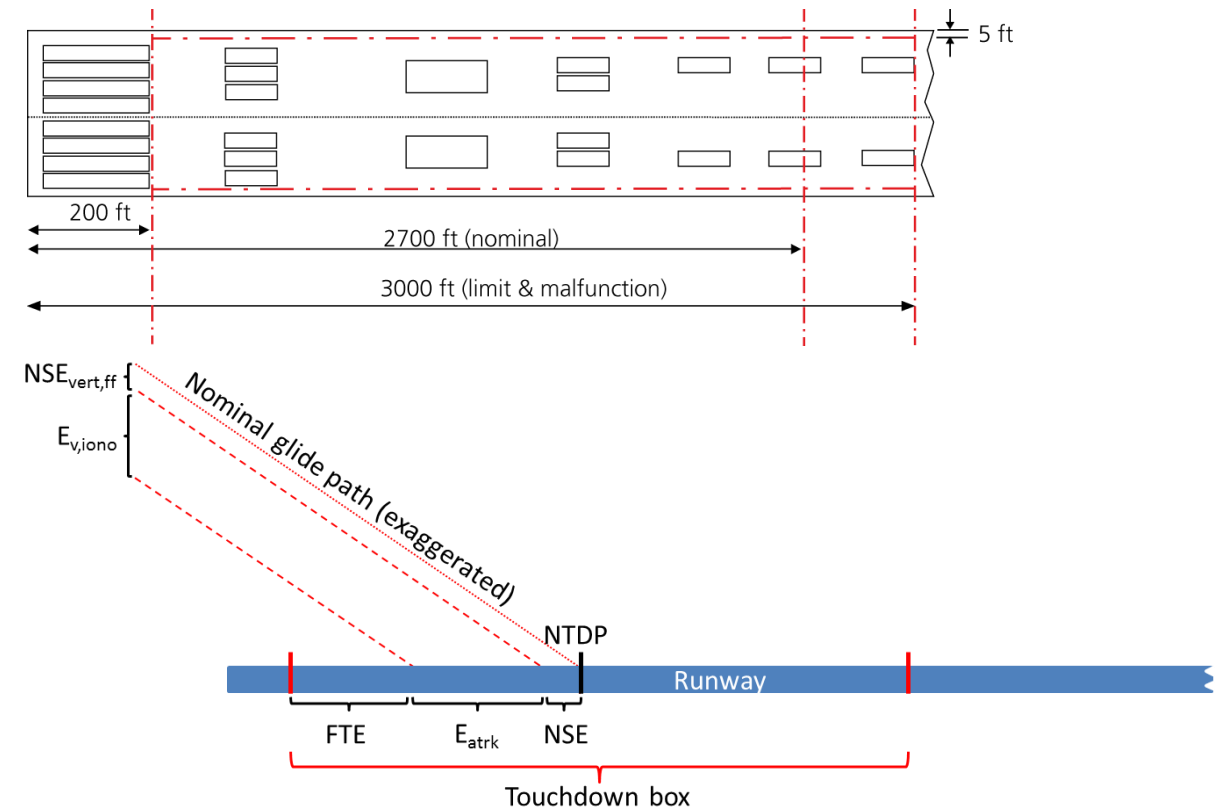 5 ft
200 ft
2700 ft (nominal)
3000 ft (limit & malfunction)
NSEvert,ff
Ev,iono
Nominal glide path (exaggerated)
NTDP
Runway
FTE
Eatrk
NSE
Touchdown box